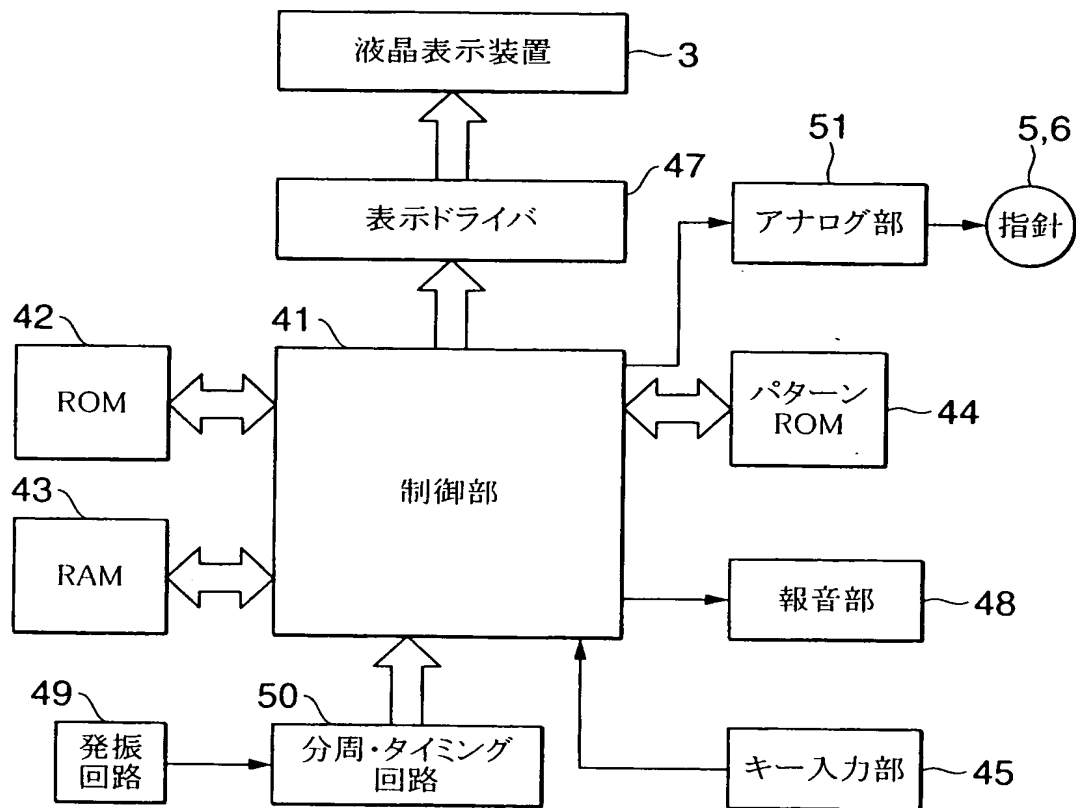 液晶表示装置
3
47
表示ドライバ
51
アナログ部
5,6
指針
42
ROM
41
制御部
パターン
ROM
44
43
RAM
報音部
48
49
発振
回路
50
分周・タイミング
回路
キー入力部
45